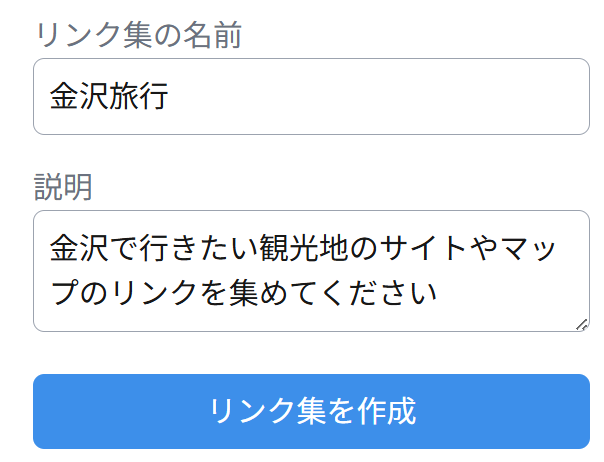 リンク集の名前
金沢旅行
説明
金沢で行きたい観光地のサイトやマッ
プのリンクを集めてください
リンク集を作成